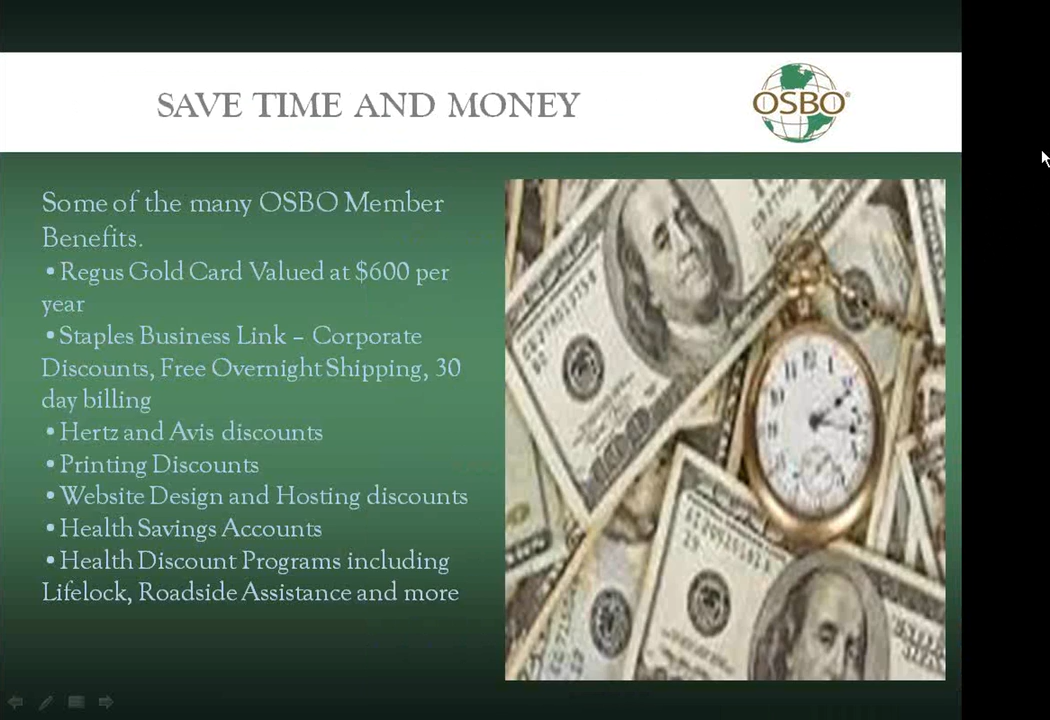 SAVE TIME AND MONEY
OSBO®
Some of the many OSBO Member
Benefits.
•Regus Gold Card Valued at $600 per
year
•Staples Business Link – Corporate
Discounts, Free Overnight Shipping, 30
day billing
•Hertz and Avis discounts
•Printing Discounts
•Website Design and Hosting discounts
•Health Savings Accounts
•Health Discount Programs including
Lifelock, Roadside Assistance and more